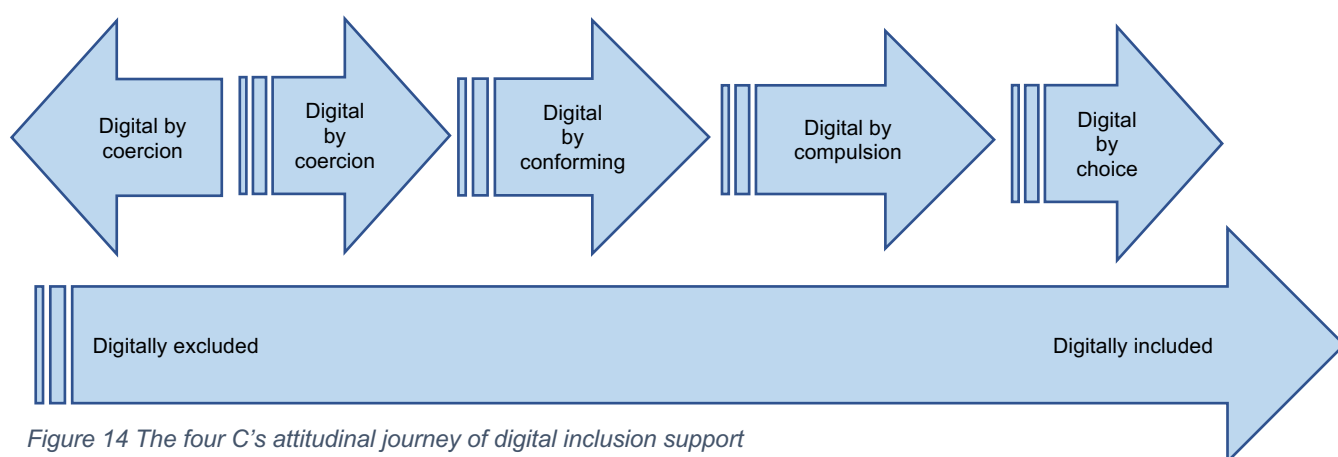 Digital by
coercion
Digital
by
coercion
Digital
by
conforming
Digital by
compulsion
Digital
by
choice
Digitally excluded
Digitally included
Figure 14 The four C's attitudinal journey of digital inclusion support